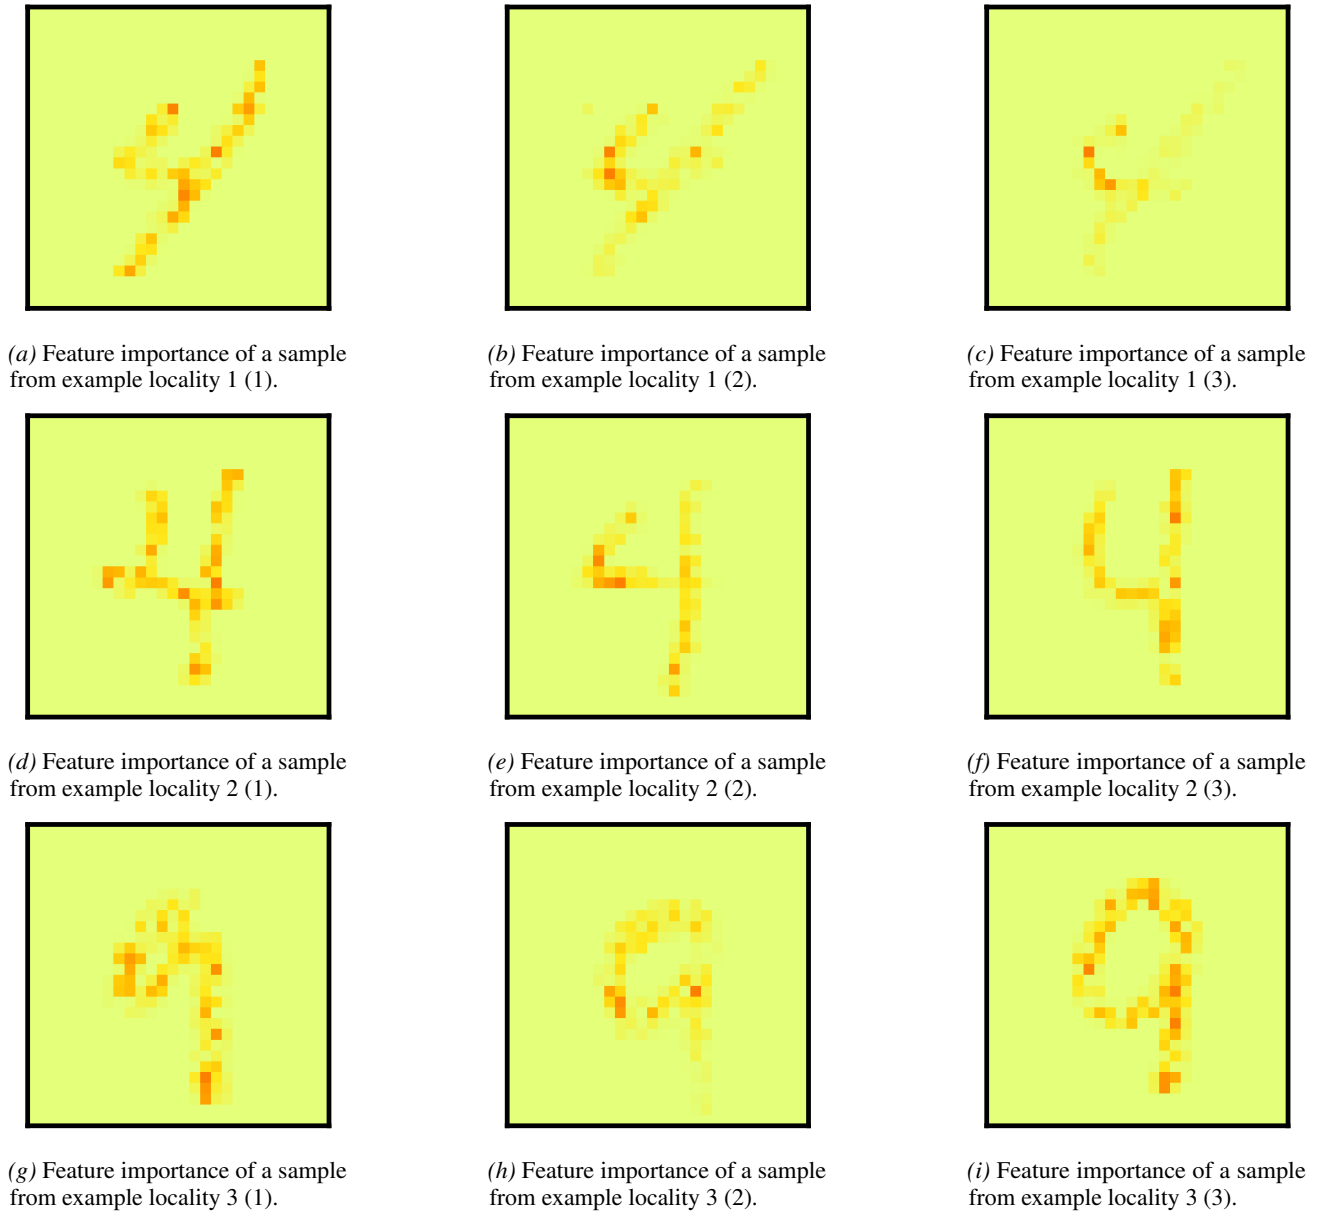 (a) Feature importance of a sample
from example locality 1 (1).
(b) Feature importance of a sample
from example locality 1 (2).
(c) Feature importance of a sample
from example locality 1 (3).
(d) Feature importance of a sample
from example locality 2 (1).
(e) Feature importance of a sample
from example locality 2 (2).
(f) Feature importance of a sample
from example locality 2 (3).
(g) Feature importance of a sample
from example locality 3 (1).
(h) Feature importance of a sample
from example locality 3 (2).
(i) Feature importance of a sample
from example locality 3 (3).